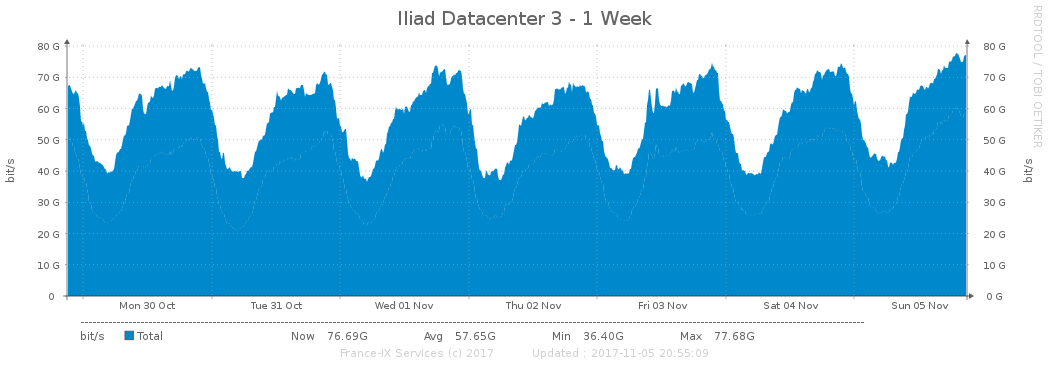 Iliad Datacenter 3 - 1 Week
RRDTOOL / TOBI OETIKER
80 G 80 G
70 G 70 G
60 G 60 G
50 G 50 G
40 G 40 G
30 G 30 G
20 G 20 G
10 G 10 G
0 0 G
bit/s bit/s
Mon 30 Oct Tue 31 Oct Wed 01 Nov Thu 02 Nov Fri 03 Nov Sat 04 Nov Sun 05 Nov
bit/s Total Now 76.69G Avg 57.65G Min 36.40G Max 77.68G
France-IX Services (c) 2017 Updated : 2017-11-05 20:55:09